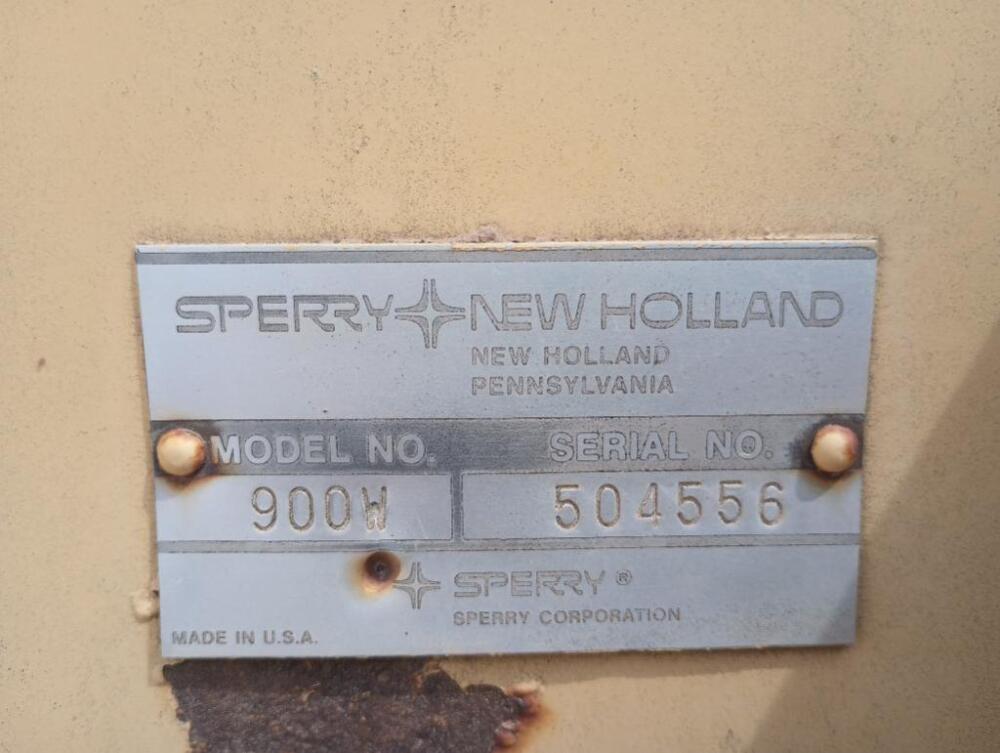 SPERRY NEW HOLLAND
NEW HOLLAND
PENNSYLVANIA
MODEL NO. SERIAL NO.
900W 504556
SPERRY®
SPERRY CORPORATION
MADE IN U.S.A.